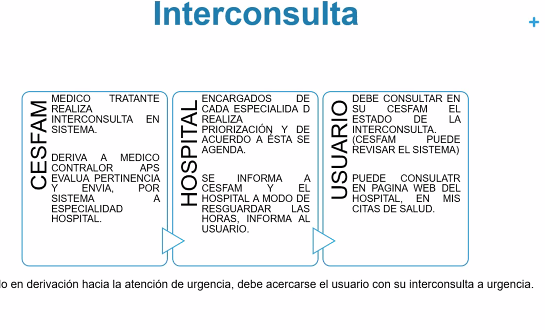 Interconsulta
+
CESFAM
MEDICO TRATANTE
REALIZA
INTERCONSULTA EN
SISTEMA.
DERIVA A MEDICO
CONTRALOR APS
EVALUA PERTINENCIA
Y ENVIA, POR
SISTEMA A
ESPECIALIDAD
HOSPITAL.
HOSPITAL
ENCARGADOS DE
CADA ESPECIALIDA D
REALIZA
PRIORIZACIÓN Y DE
ACUERDO A ÉSTA SE
AGENDA.
SE INFORMA A
CESFAM Y EL
HOSPITAL A MODO DE
RESGUARDAR LAS
HORAS, INFORMA AL
USUARIO.
USUARIO
DEBE CONSULTAR EN
SU CESFAM EL
ESTADO DE LA
INTERCONSULTA.
(CESFAM PUEDE
REVISAR EL SISTEMA)
PUEDE CONSULATR
EN PAGINA WEB DEL
HOSPITAL, EN MIS
CITAS DE SALUD.
en derivación hacia la atención de urgencia, debe acercarse el usuario con su interconsulta a urgencia.